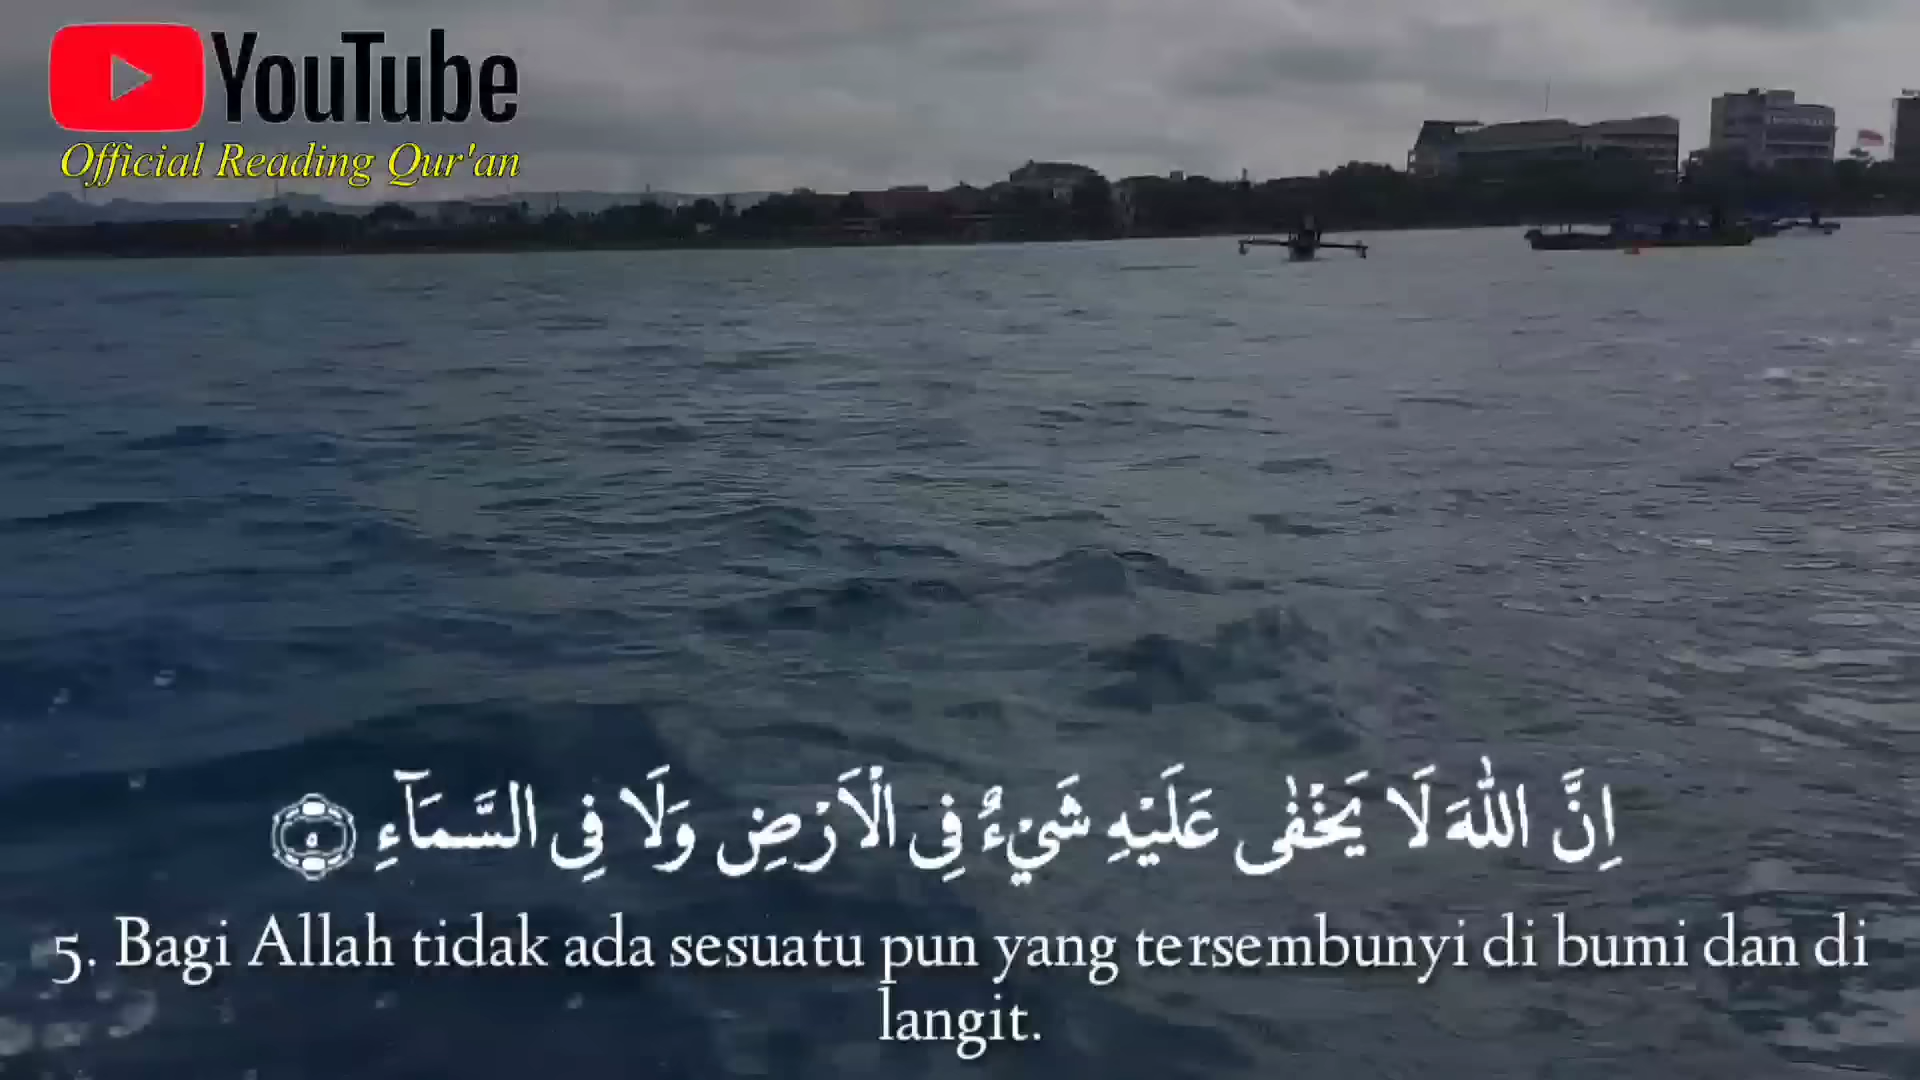 YouTube
Official Reading Qur'an
اِنَّ اللّٰهَ لَا يَخْفٰى عَلَيْهِ شَيْءٌ فِى الْاَرْضِ وَلَا فِى السَّمَاۤءِ ۝٥
5. Bagi Allah tidak ada sesuatu pun yang tersembunyi di bumi dan di
langit.